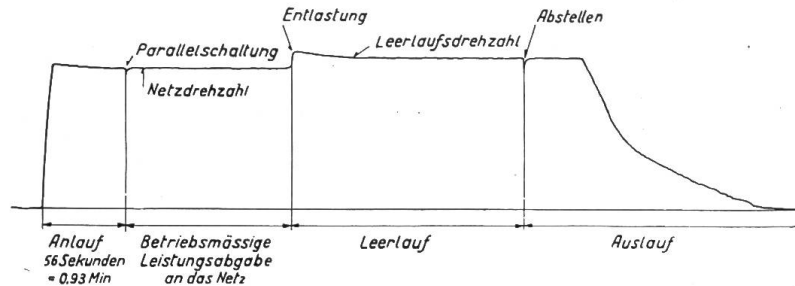 Entlastung
Abstellen
Parallelschaltung
Leerlaufsdrehzahl
Netzdrehzahl
Anlauf
56 Sekunden
= 0,93 Min
Betriebsmässige
Leistungsabgabe
an das Netz
Leerlauf
Auslauf